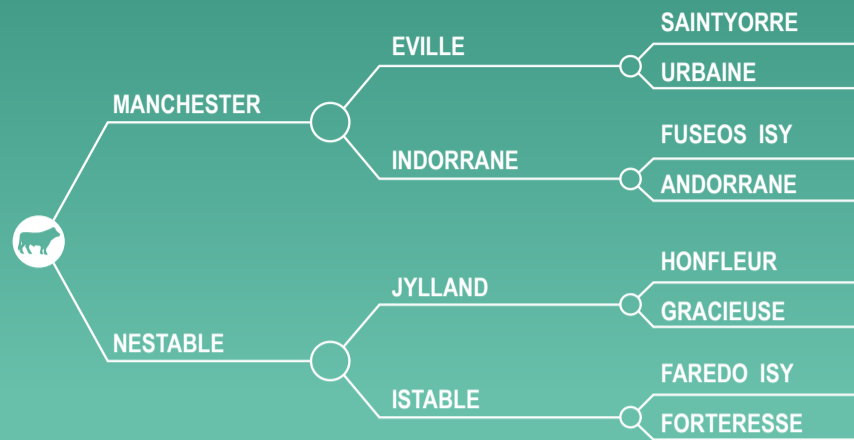 SAINTYORRE
EVILLE
URBAINE
MANCHESTER
FUSEOS ISY
INDORRANE
ANDORRANE
HONFLEUR
JYLLAND
GRACIEUSE
NESTABLE
FAREDO ISY
ISTABLE
FORTERESSE